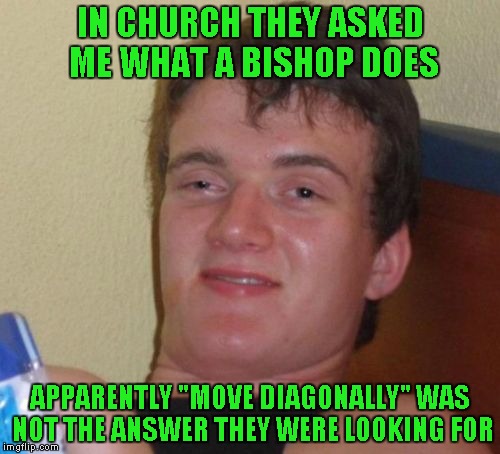 IN CHURCH THEY ASKED
ME WHAT A BISHOP DOES
APPARENTLY "MOVE DIAGONALLY" WAS
NOT THE ANSWER THEY WERE LOOKING FOR
imgflip.com